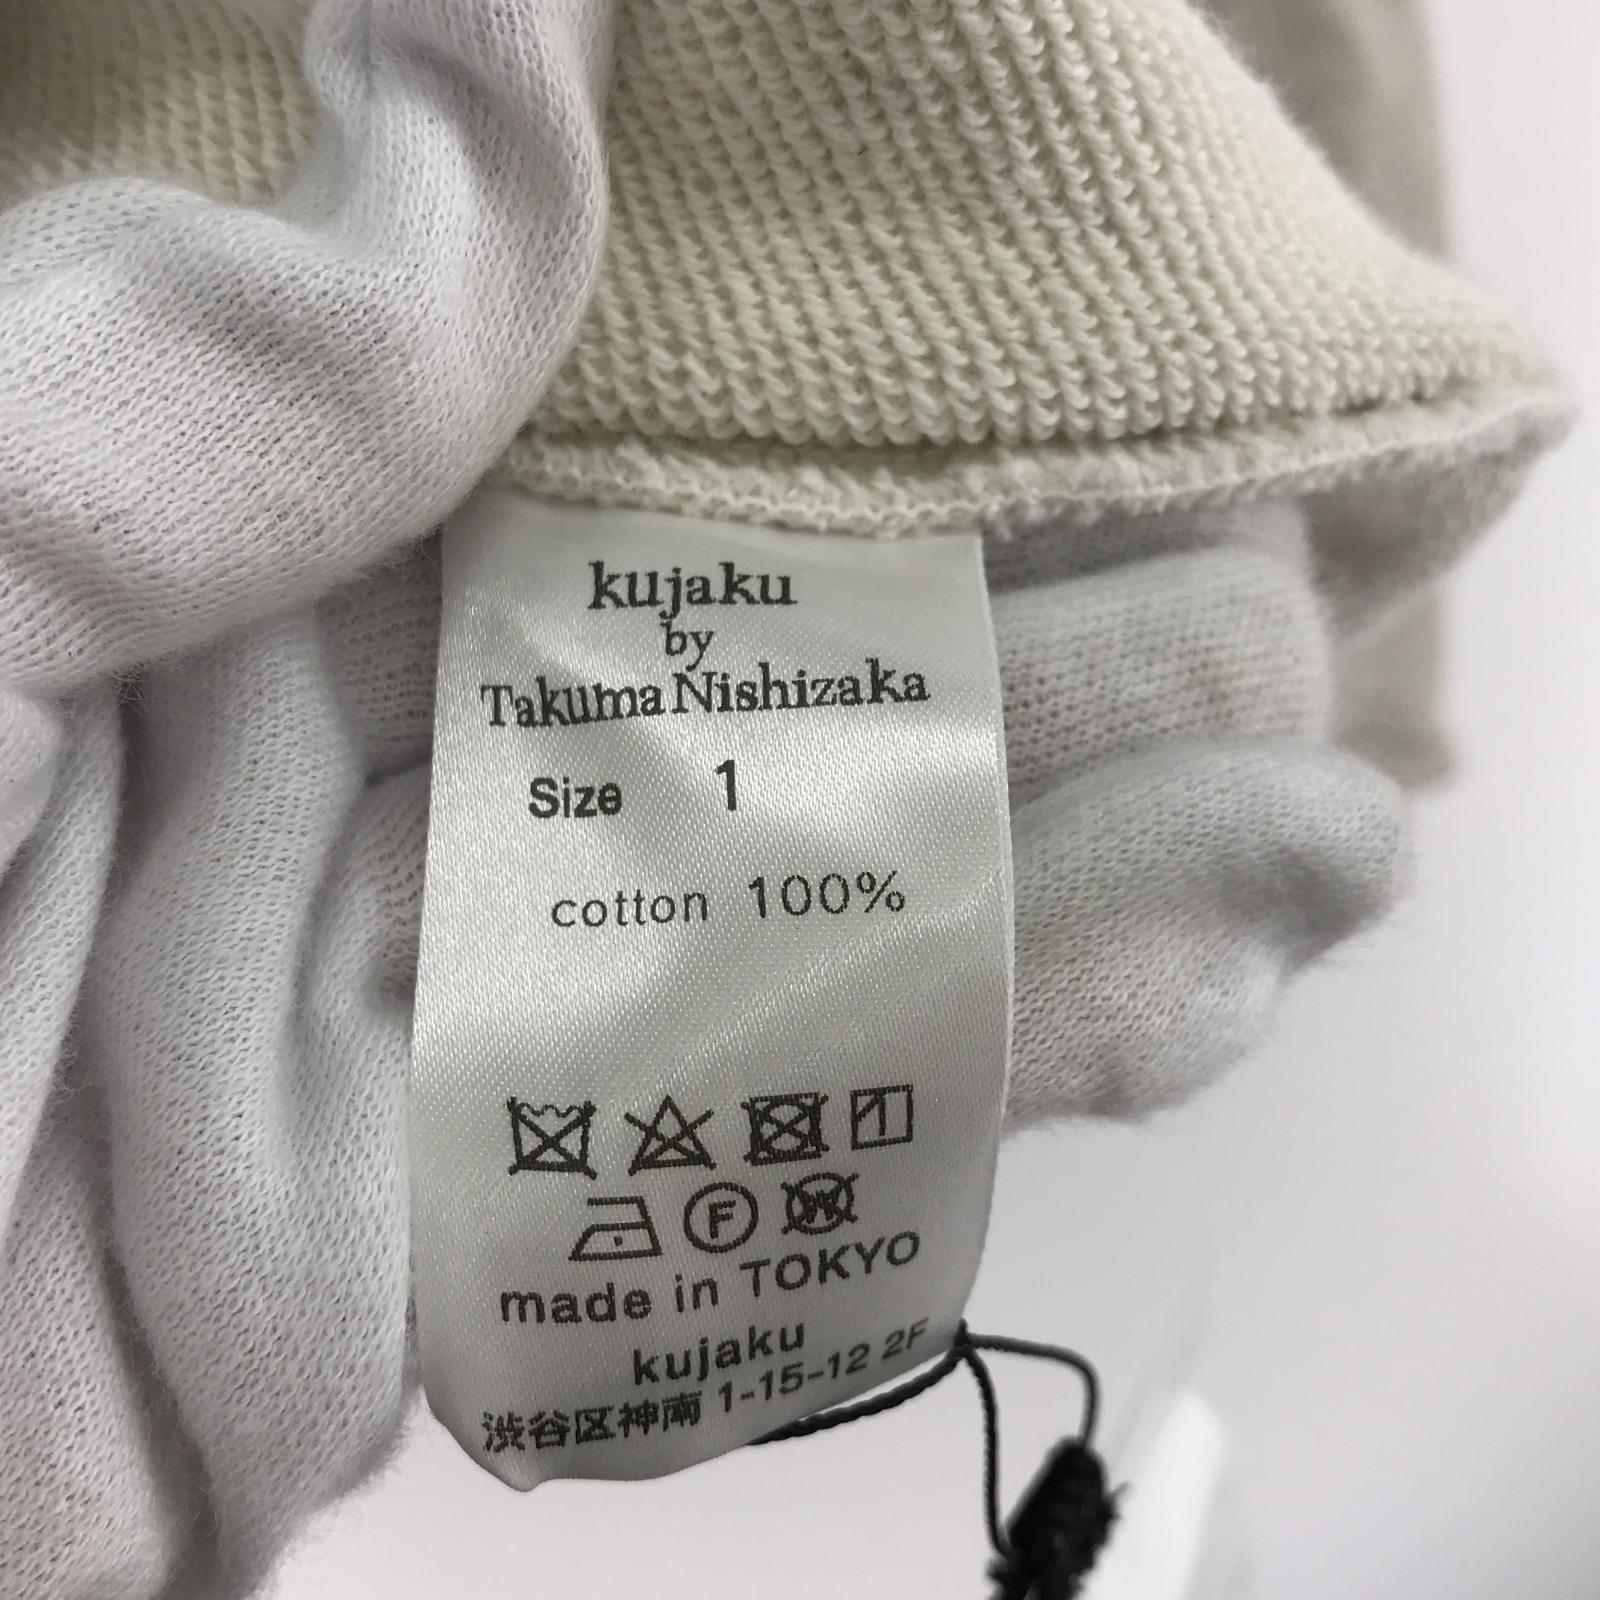 kujaku
by
Takuma Nishizaka
Size 1
cotton 100%
F W
made in TOKYO
kujaku
渋谷区神南 1-15-12 2F